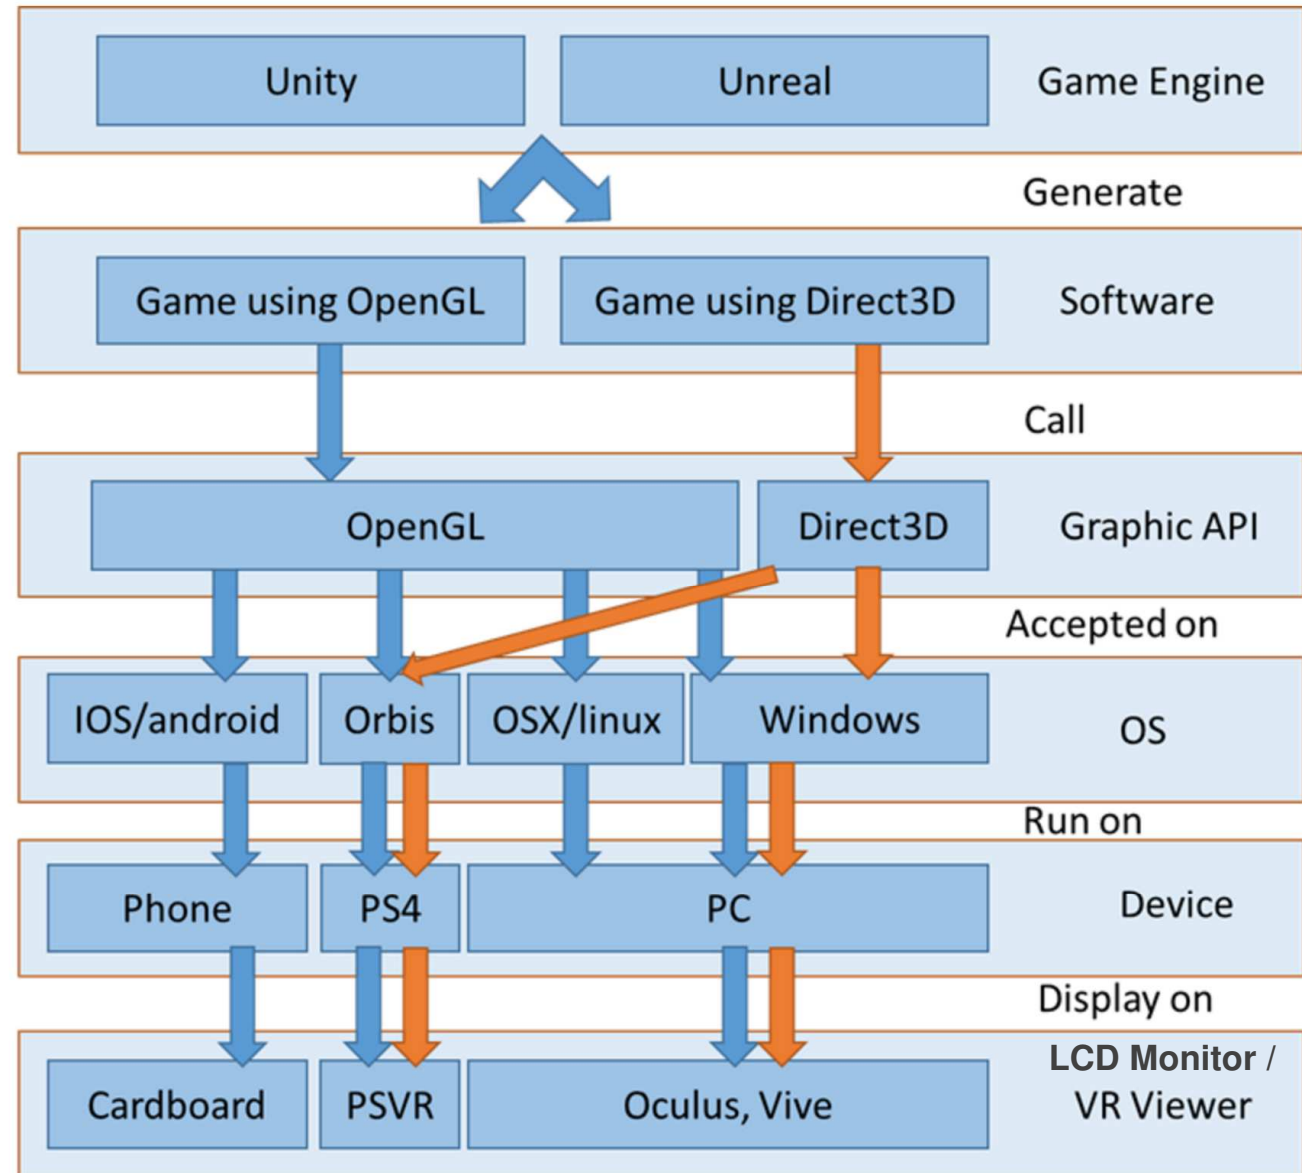 Unity
Unreal
Game Engine
Generate
Game using OpenGL
Game using Direct3D
Software
Call
OpenGL
Direct3D
Graphic API
Accepted on
IOS/android
Orbis
OSX/linux
Windows
OS
Run on
Phone
PS4
PC
Device
Display on
LCD Monitor /
Cardboard
PSVR
Oculus, Vive
VR Viewer